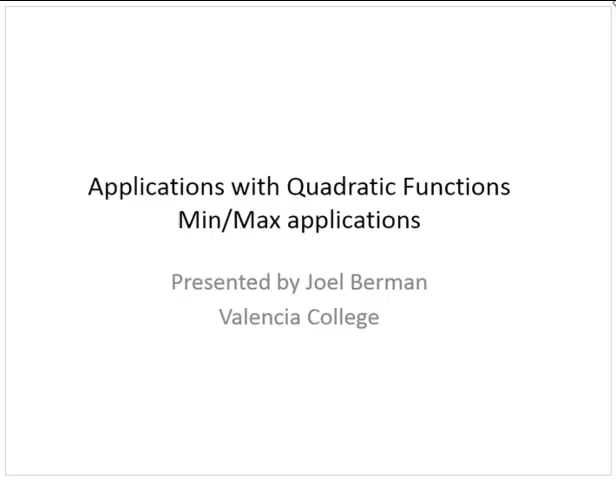 Applications with Quadratic Functions
Min/Max applications
Presented by Joel Berman
Valencia College